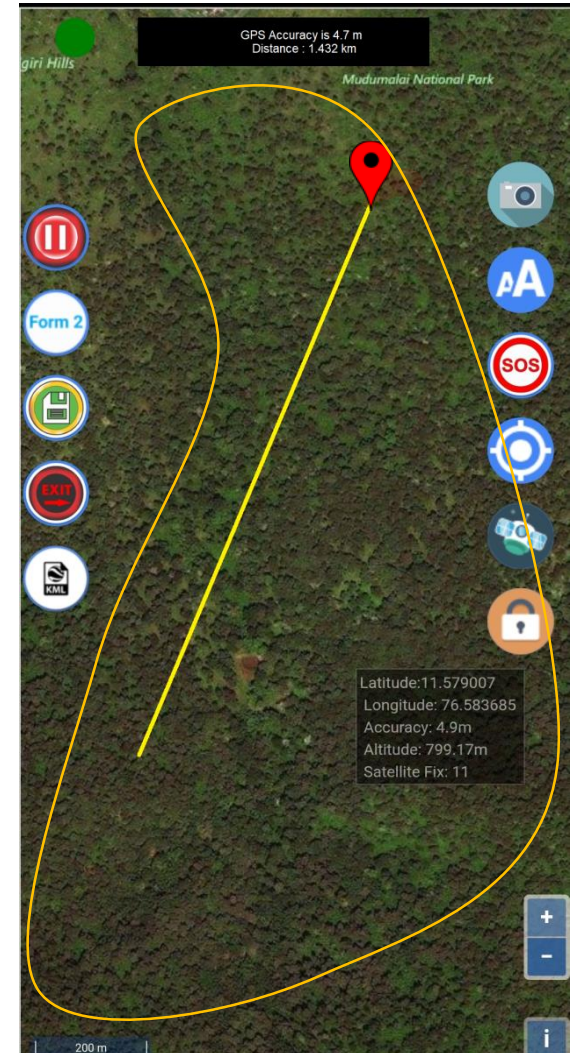 GPS Accuracy is 4.7 m
Distance : 1.432 km
giri Hills
Mudumalai National Park
Form 2
AA
SOS
EXIT
KML
Latitude:11.579007
Longitude: 76.583685
Accuracy: 4.9m
Altitude: 799.17m
Satellite Fix: 11
+
-
200 m
i